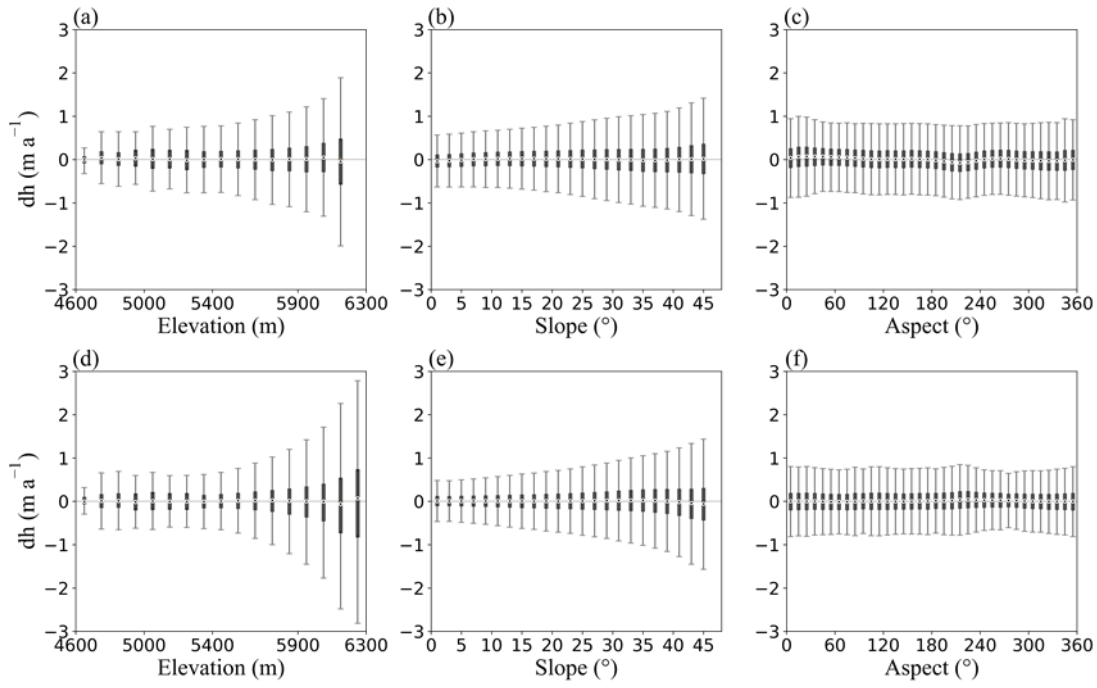 (a) (b) (c)
3 3 3
2 2 2
1 1 1
dh (m a⁻¹) 0 0 0
−1 −1 −1
−2 −2 −2
−3 −3 −3
4600 5000 5400 5900 6300 0 5 10 15 20 25 30 35 40 45 0 60 120 180 240 300 360
Elevation (m) Slope (°) Aspect (°)
(d) (e) (f)
3 3 3
2 2 2
1 1 1
dh (m a⁻¹) 0 0 0
−1 −1 −1
−2 −2 −2
−3 −3 −3
4600 5000 5400 5900 6300 0 5 10 15 20 25 30 35 40 45 0 60 120 180 240 300 360
Elevation (m) Slope (°) Aspect (°)